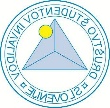 DRUŠTVO ŠTUDENTOV INVALIDOV
SLOVENIJE